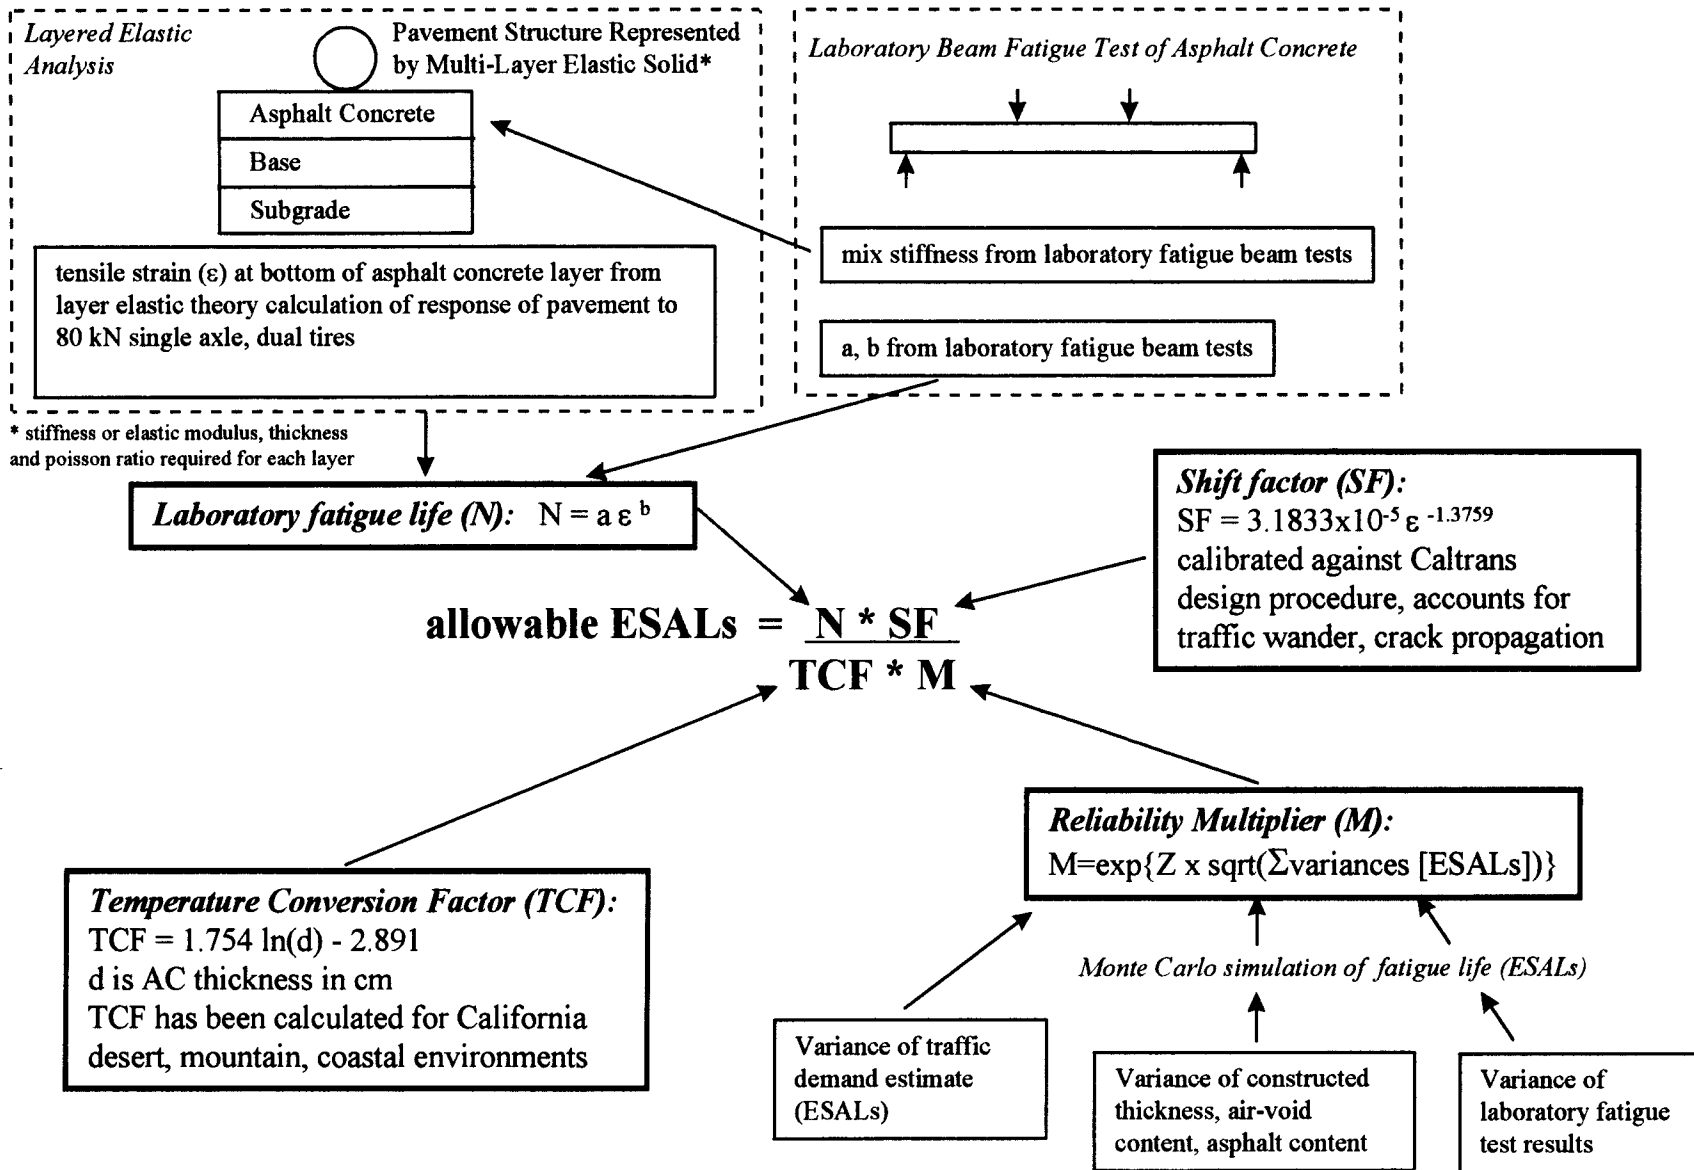 Layered Elastic
Analysis
Pavement Structure Represented
by Multi-Layer Elastic Solid*
Asphalt Concrete
Base
Subgrade
tensile strain (ε) at bottom of asphalt concrete layer from
layer elastic theory calculation of response of pavement to
80 kN single axle, dual tires
* stiffness or elastic modulus, thickness
and poisson ratio required for each layer
Laboratory Beam Fatigue Test of Asphalt Concrete
mix stiffness from laboratory fatigue beam tests
a, b from laboratory fatigue beam tests
Laboratory fatigue life (N): N = a ε ᵇ
Shift factor (SF):
SF = 3.1833x10⁻⁵ ε ⁻¹·³⁷⁵⁹
calibrated against Caltrans
design procedure, accounts for
traffic wander, crack propagation
allowable ESALs = N * SF
TCF * M
Temperature Conversion Factor (TCF):
TCF = 1.754 ln(d) - 2.891
d is AC thickness in cm
TCF has been calculated for California
desert, mountain, coastal environments
Reliability Multiplier (M):
M=exp{Z x sqrt(Σvariances [ESALs])}
Monte Carlo simulation of fatigue life (ESALs)
Variance of traffic
demand estimate
(ESALs)
Variance of constructed
thickness, air-void
content, asphalt content
Variance of
laboratory fatigue
test results